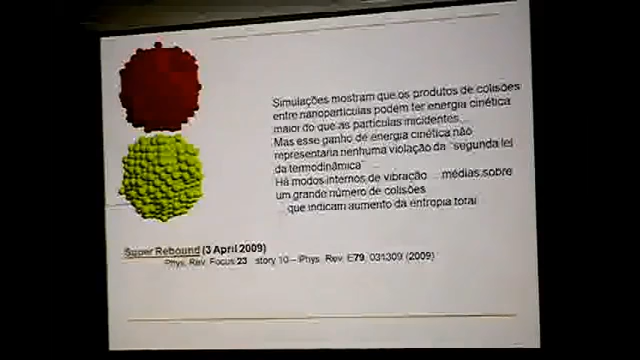 Simulações mostram que os produtos de colisões
entre nanopartículas podem ter energia cinética
maior do que as partículas inicidentes...
Mas esse ganho de energia cinética não
representaria nenhuma violação da "segunda lei
da termodinâmica"
Há modos internos de vibração ... médias sobre
um grande número de colisões
... que indicam aumento da entropia total
Super Rebound (3 April 2009)
Phys. Rev. Focus 23 story 10 – Phys. Rev. E79, 031309 (2009)